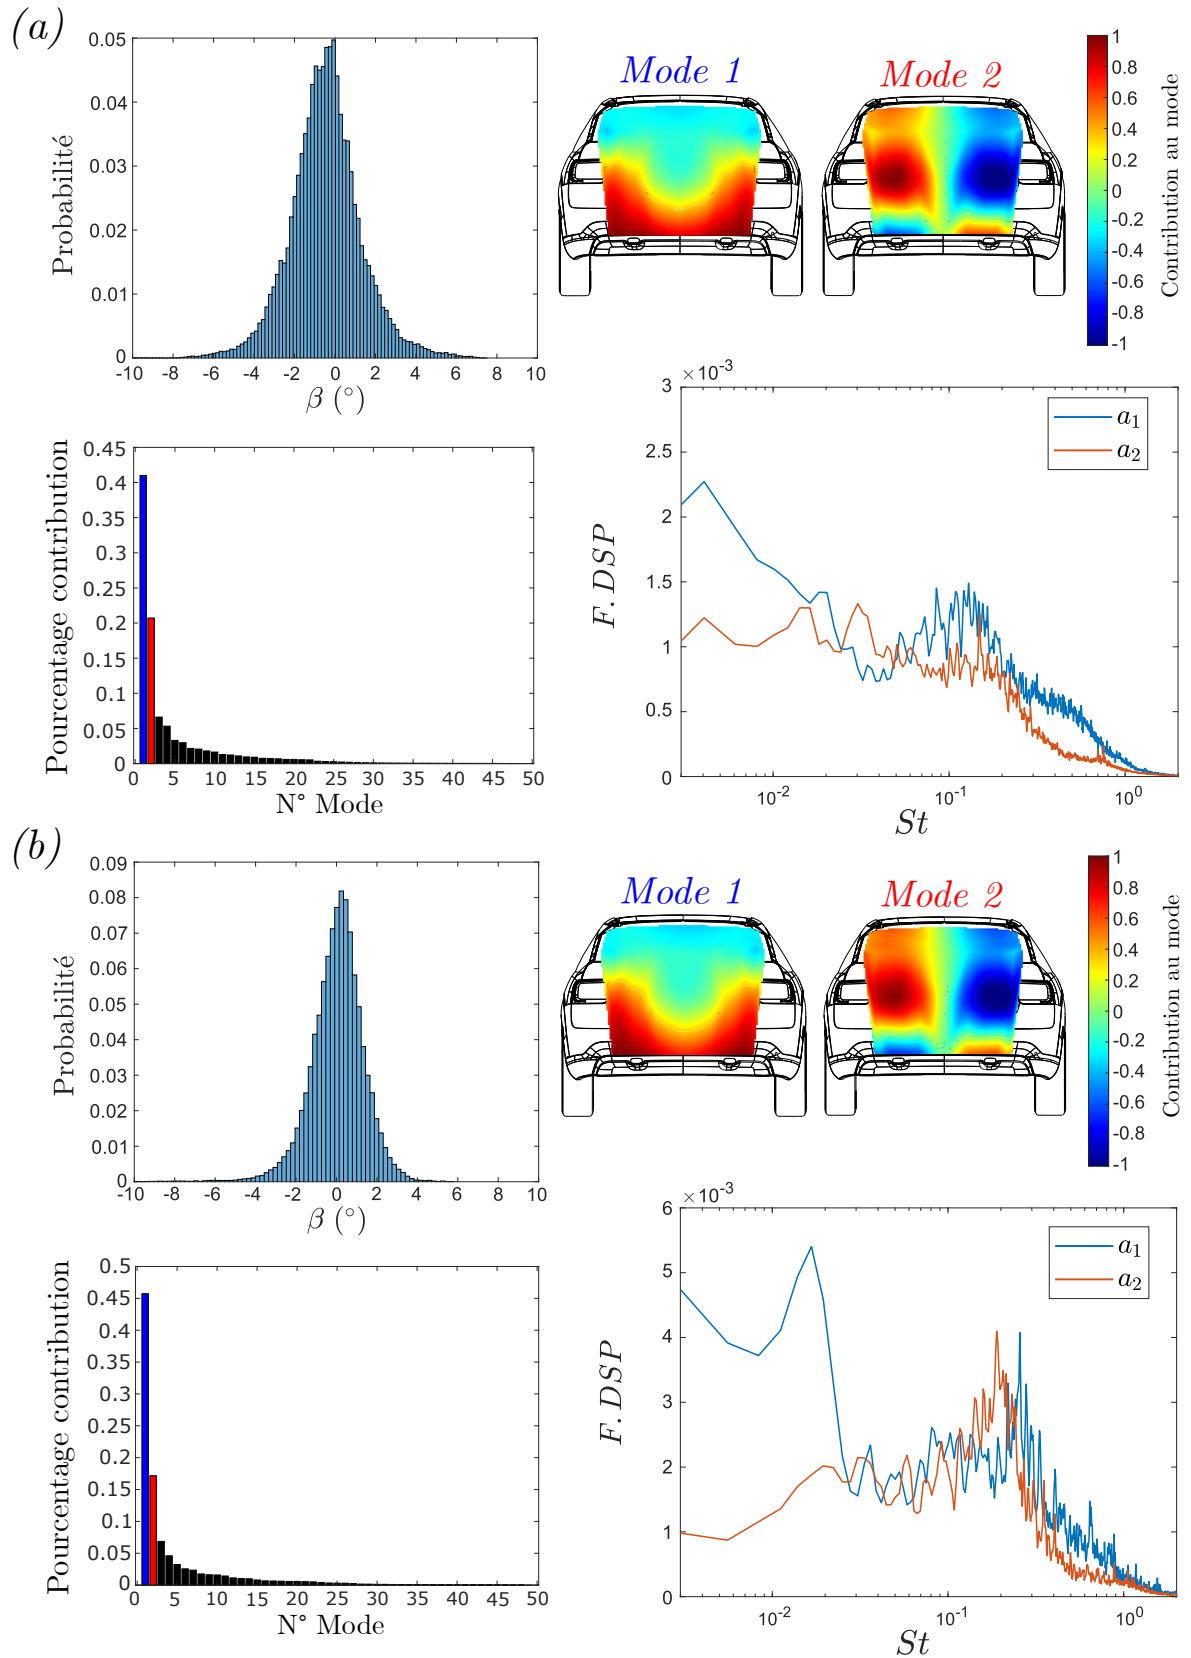 (a)
Probabilité
0.05
0.04
0.03
0.02
0.01
0
-10 -8 -6 -4 -2 0 2 4 6 8 10
β (°)
Mode 1
Mode 2
1
0.8
0.6
0.4
0.2
0
-0.2
-0.4
-0.6
-0.8
-1
Contribution au mode
Pourcentage contribution
0.45
0.4
0.35
0.3
0.25
0.2
0.15
0.1
0.05
0
0 5 10 15 20 25 30 35 40 45 50
N° Mode
×10⁻³
F.DSP
3
2.5
2
1.5
1
0.5
0
10⁻² 10⁻¹ 10⁰
St
a₁
a₂
(b)
Probabilité
0.09
0.08
0.07
0.06
0.05
0.04
0.03
0.02
0.01
0
-10 -8 -6 -4 -2 0 2 4 6 8 10
β (°)
Mode 1
Mode 2
1
0.8
0.6
0.4
0.2
0
-0.2
-0.4
-0.6
-0.8
-1
Contribution au mode
Pourcentage contribution
0.5
0.45
0.4
0.35
0.3
0.25
0.2
0.15
0.1
0.05
0
0 5 10 15 20 25 30 35 40 45 50
N° Mode
×10⁻³
F.DSP
6
5
4
3
2
1
0
10⁻² 10⁻¹ 10⁰
St
a₁
a₂